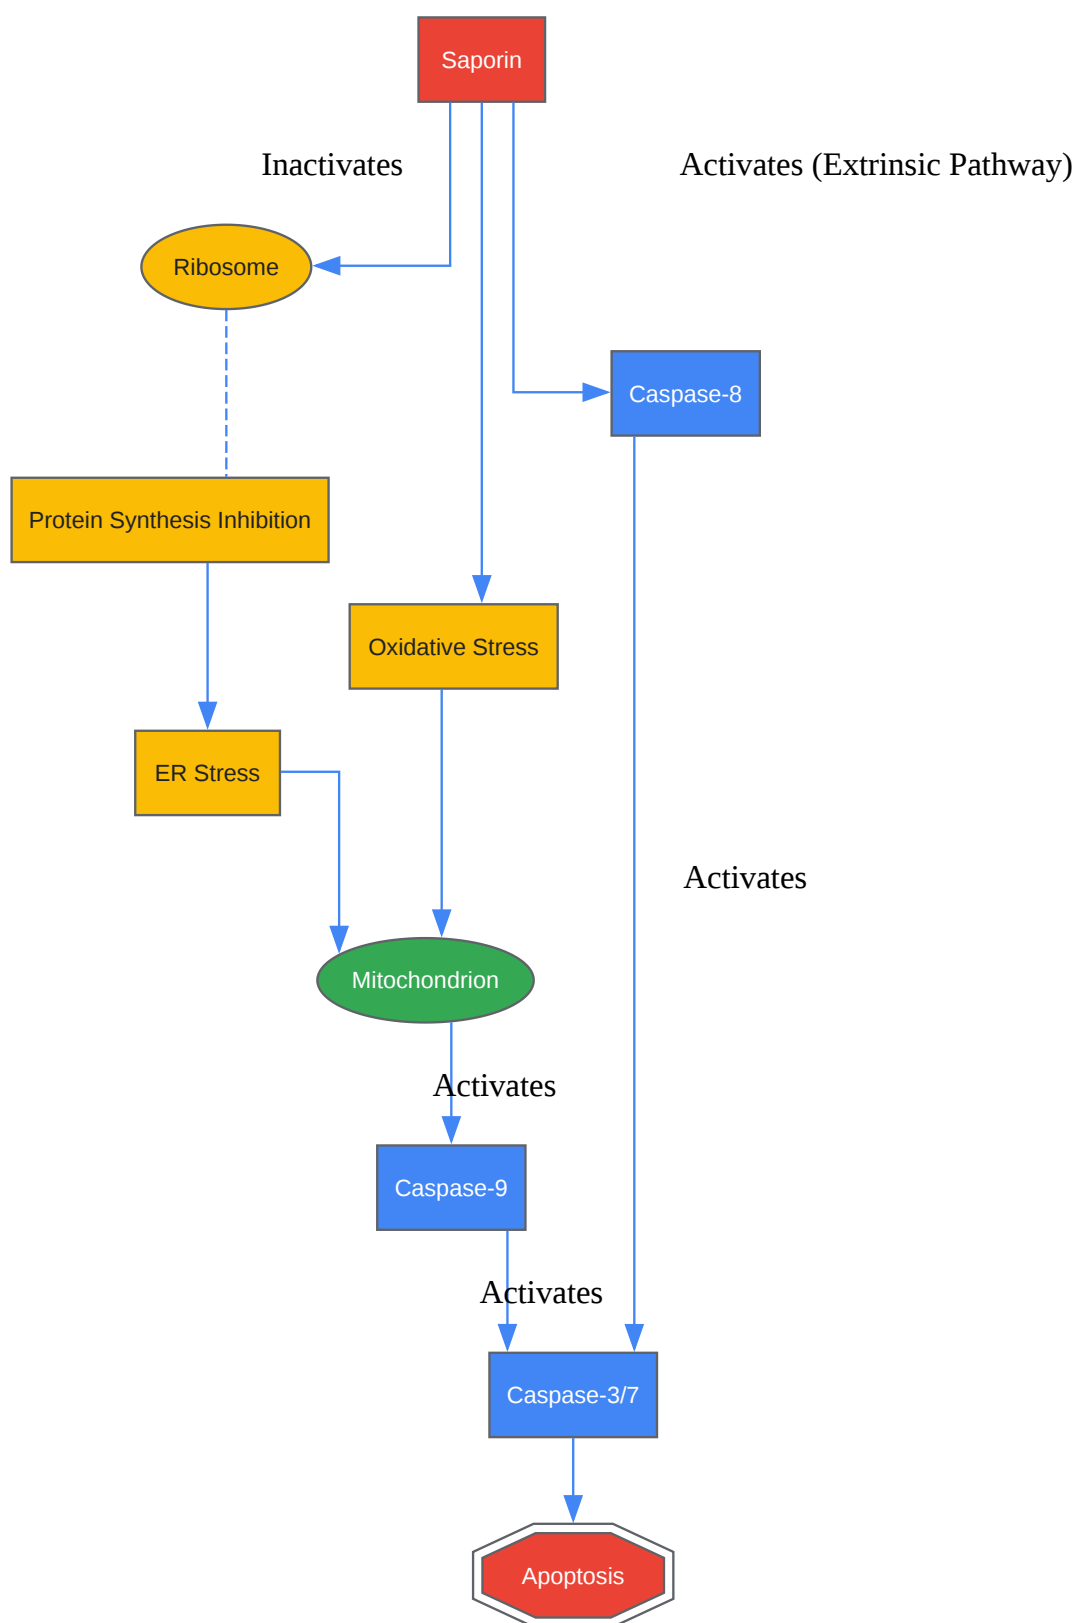 Saporin
Inactivates
Activates (Extrinsic Pathway)
Ribosome
Caspase-8
Protein Synthesis Inhibition
Oxidative Stress
ER Stress
Activates
Mitochondrion
Activates
Caspase-9
Activates
Caspase-3/7
Apoptosis